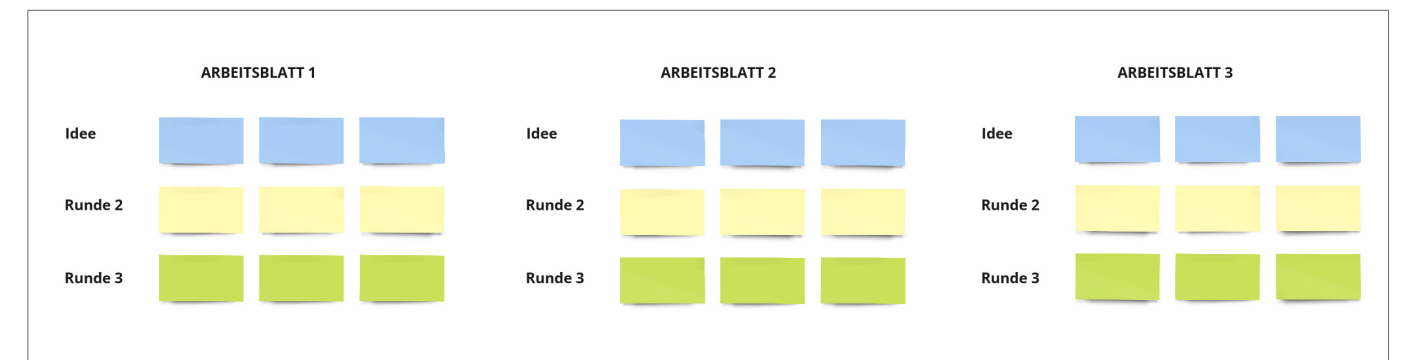 ARBEITSBLATT 1
Idee
Runde 2
Runde 3
ARBEITSBLATT 2
Idee
Runde 2
Runde 3
ARBEITSBLATT 3
Idee
Runde 2
Runde 3